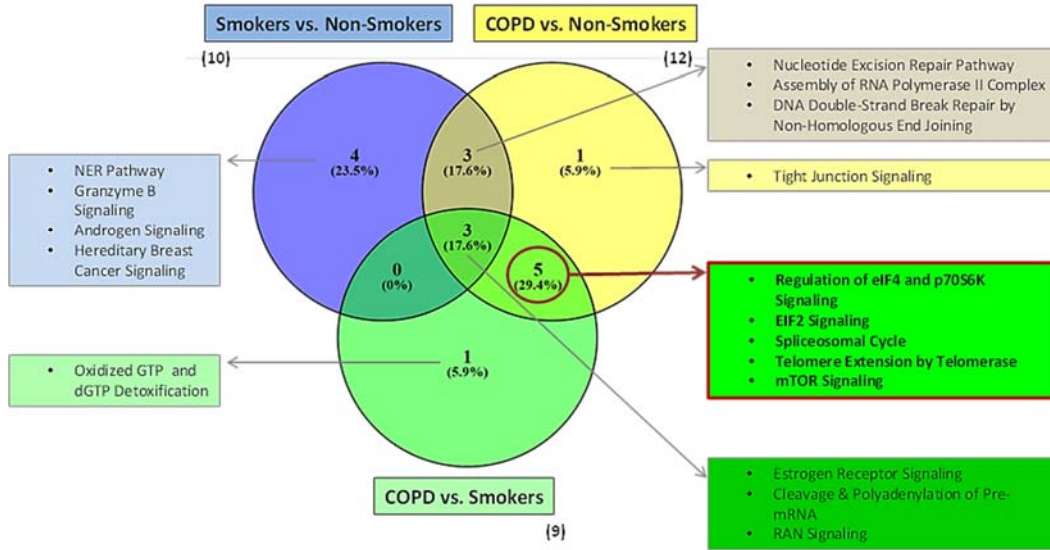 Smokers vs. Non-Smokers
COPD vs. Non-Smokers
(10)
(12)
• Nucleotide Excision Repair Pathway
• Assembly of RNA Polymerase II Complex
• DNA Double-Strand Break Repair by
Non-Homologous End Joining
4
(23.5%)
3
(17.6%)
1
(5.9%)
• NER Pathway
• Granzyme B
Signaling
• Androgen Signaling
• Hereditary Breast
Cancer Signaling
• Tight Junction Signaling
3
(17.6%)
0
(0%)
5
(29.4%)
• Regulation of eIF4 and p70S6K
Signaling
• EIF2 Signaling
• Spliceosomal Cycle
• Telomere Extension by Telomerase
• mTOR Signaling
• Oxidized GTP and
dGTP Detoxification
1
(5.9%)
COPD vs. Smokers
(9)
• Estrogen Receptor Signaling
• Cleavage & Polyadenylation of Pre-
mRNA
• RAN Signaling